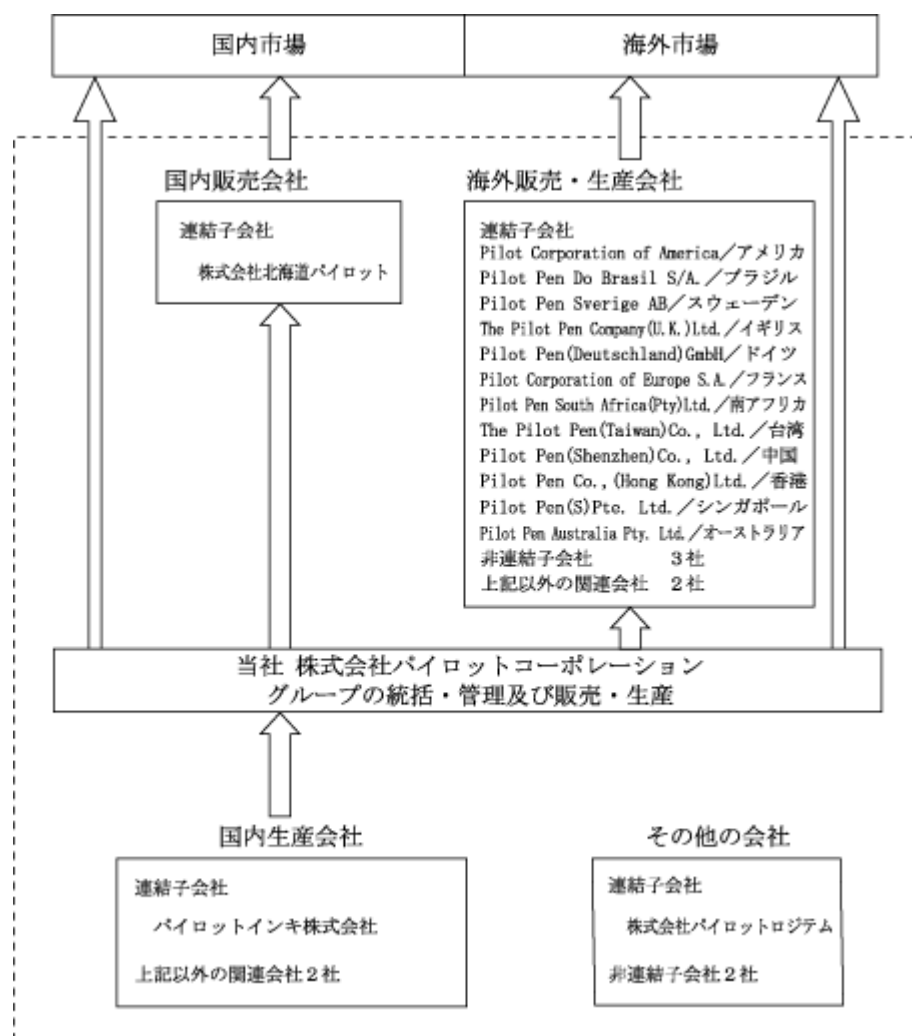 国内市場
海外市場
国内販売会社
連結子会社
株式会社北海道パイロット
海外販売・生産会社
連結子会社
Pilot Corporation of America／アメリカ
Pilot Pen Do Brasil S/A.／ブラジル
Pilot Pen Sverige AB／スウェーデン
The Pilot Pen Company(U.K.)Ltd.／イギリス
Pilot Pen(Deutschland)GmbH／ドイツ
Pilot Corporation of Europe S.A.／フランス
Pilot Pen South Africa(Pty)Ltd.／南アフリカ
The Pilot Pen(Taiwan)Co., Ltd.／台湾
Pilot Pen(Shenzhen)Co., Ltd.／中国
Pilot Pen Co.,(Hong Kong)Ltd.／香港
Pilot Pen(S)Pte. Ltd.／シンガポール
Pilot Pen Australia Pty. Ltd.／オーストラリア
非連結子会社　３社
上記以外の関連会社　２社
当社 株式会社パイロットコーポレーション
グループの統括・管理及び販売・生産
国内生産会社
連結子会社
パイロットインキ株式会社
上記以外の関連会社２社
その他の会社
連結子会社
株式会社パイロットロジテム
非連結子会社２社